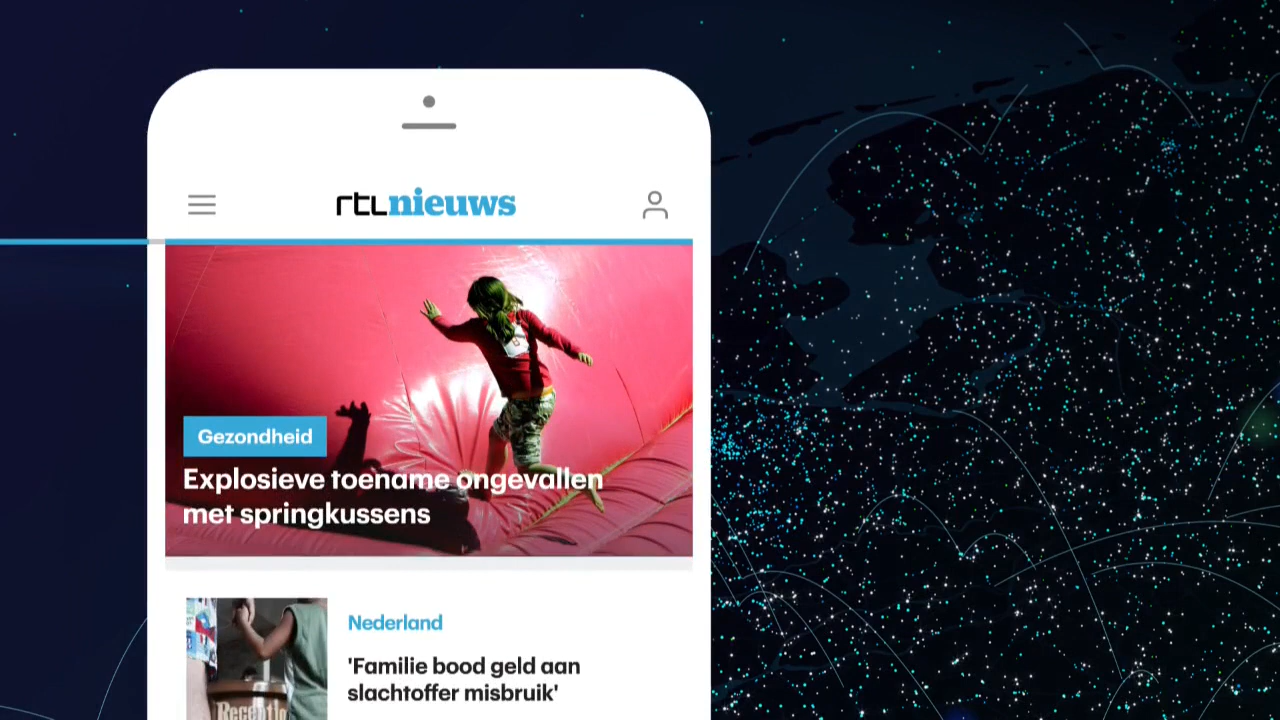 rtlnieuws
Gezondheid
Explosieve toename ongevallen
met springkussens
Nederland
'Familie bood geld aan
slachtoffer misbruik'